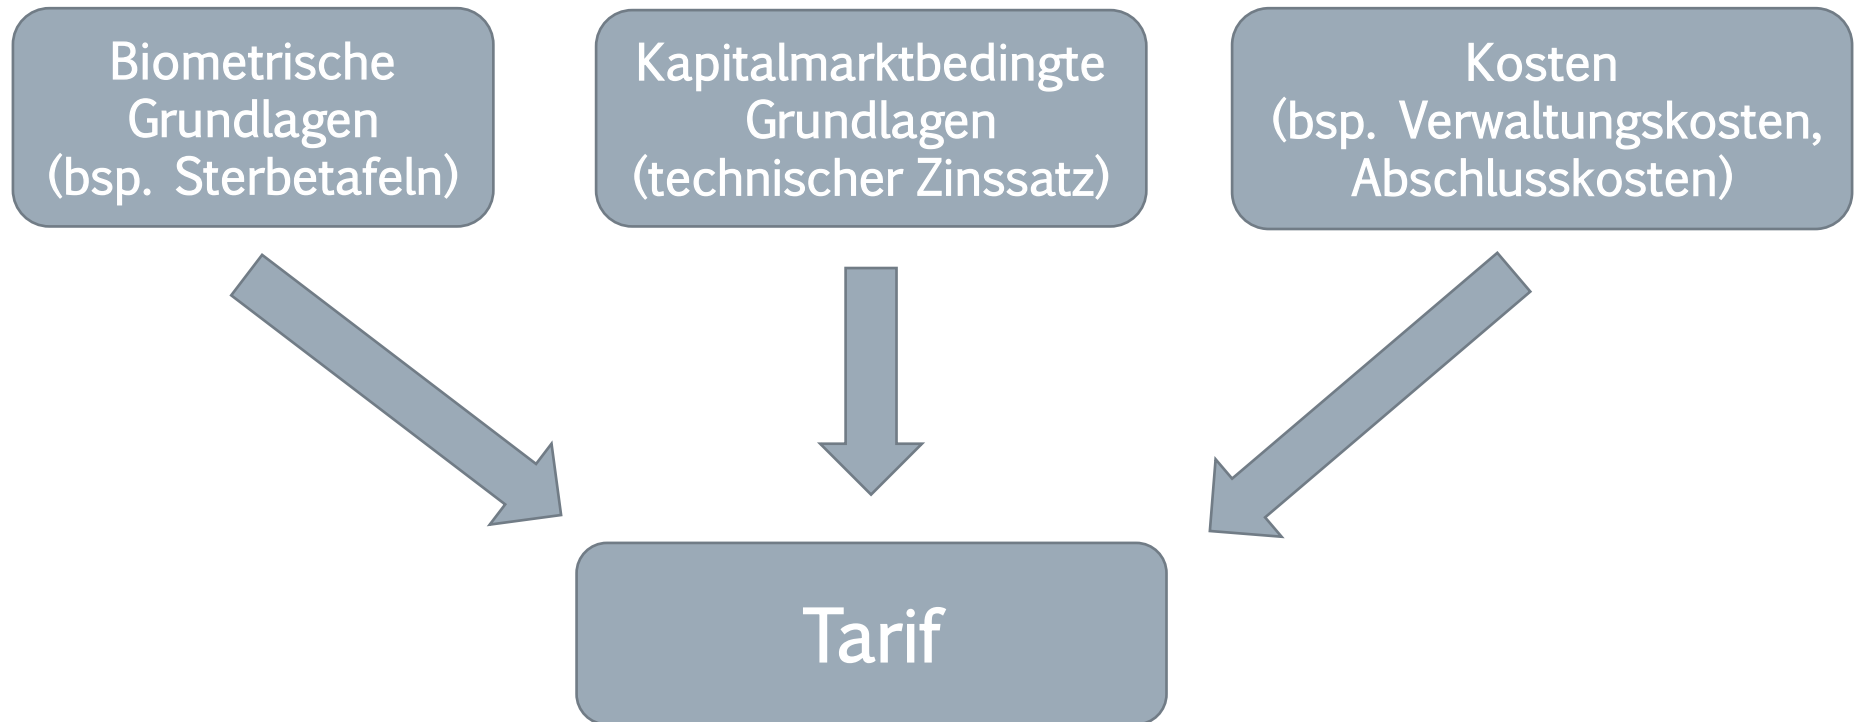 Biometrische
Grundlagen
(bsp. Sterbetafeln)
Kapitalmarktbedingte
Grundlagen
(technischer Zinssatz)
Kosten
(bsp. Verwaltungskosten,
Abschlusskosten)
Tarif